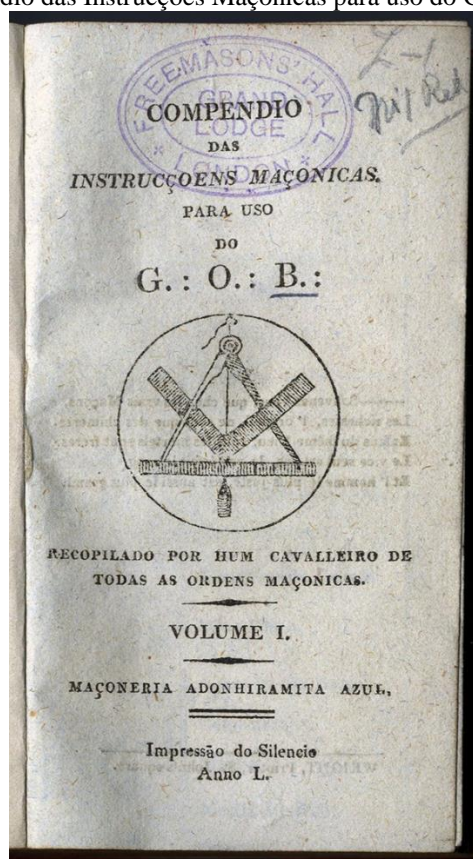 dio das Instrucções Maçônicas para uso do
FREEMASONS' HALL
GRAND
LODGE
LONDON
COMPENDIO
DAS
INSTRUCÇOENS MAÇONICAS.
PARA USO
DO
G.: O.: B.:
RECOPILADO POR HUM CAVALLEIRO DE
TODAS AS ORDENS MAÇONICAS.
VOLUME I.
MAÇONERIA ADONHIRAMITA AZUL,
Impressão do Silencio
Anno L.